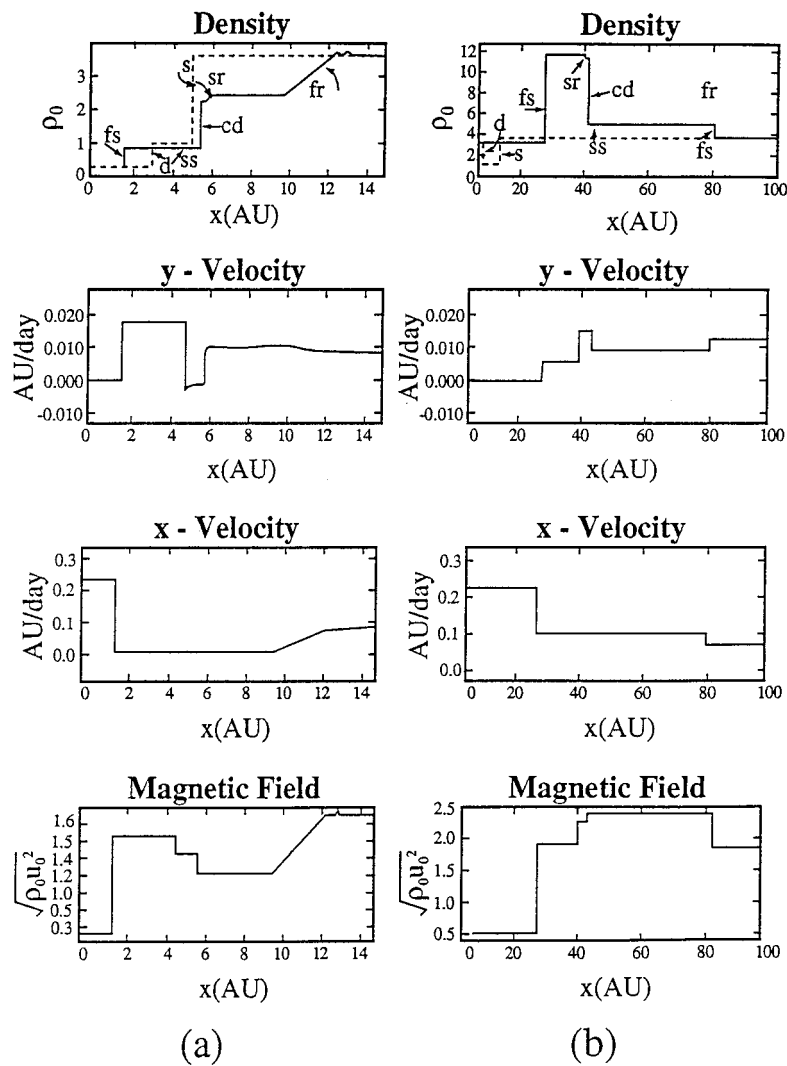 Density
3
2
1
0
ρ₀
fs
s
sr
cd
d
ss
fr
0 2 4 6 8 10 12 14
x(AU)
Density
12
10
8
6
4
2
0
ρ₀
d
s
fs
sr
cd
ss
fr
fs
0 20 40 60 80 100
x(AU)
y - Velocity
0.020
0.010
0.000
-0.010
AU/day
0 2 4 6 8 10 12 14
x(AU)
y - Velocity
0.020
0.010
0.000
-0.010
AU/day
0 20 40 60 80 100
x(AU)
x - Velocity
0.3
0.2
0.1
0.0
AU/day
0 2 4 6 8 10 12 14
x(AU)
x - Velocity
0.3
0.2
0.1
0.0
AU/day
0 20 40 60 80 100
x(AU)
Magnetic Field
1.6
1.5
1.4
1.2
1.0
0.5
0.3
√ρ₀u₀²
0 2 4 6 8 10 12 14
x(AU)
Magnetic Field
2.5
2.0
1.5
1.0
0.5
√ρ₀u₀²
0 20 40 60 80 100
x(AU)
(a)
(b)